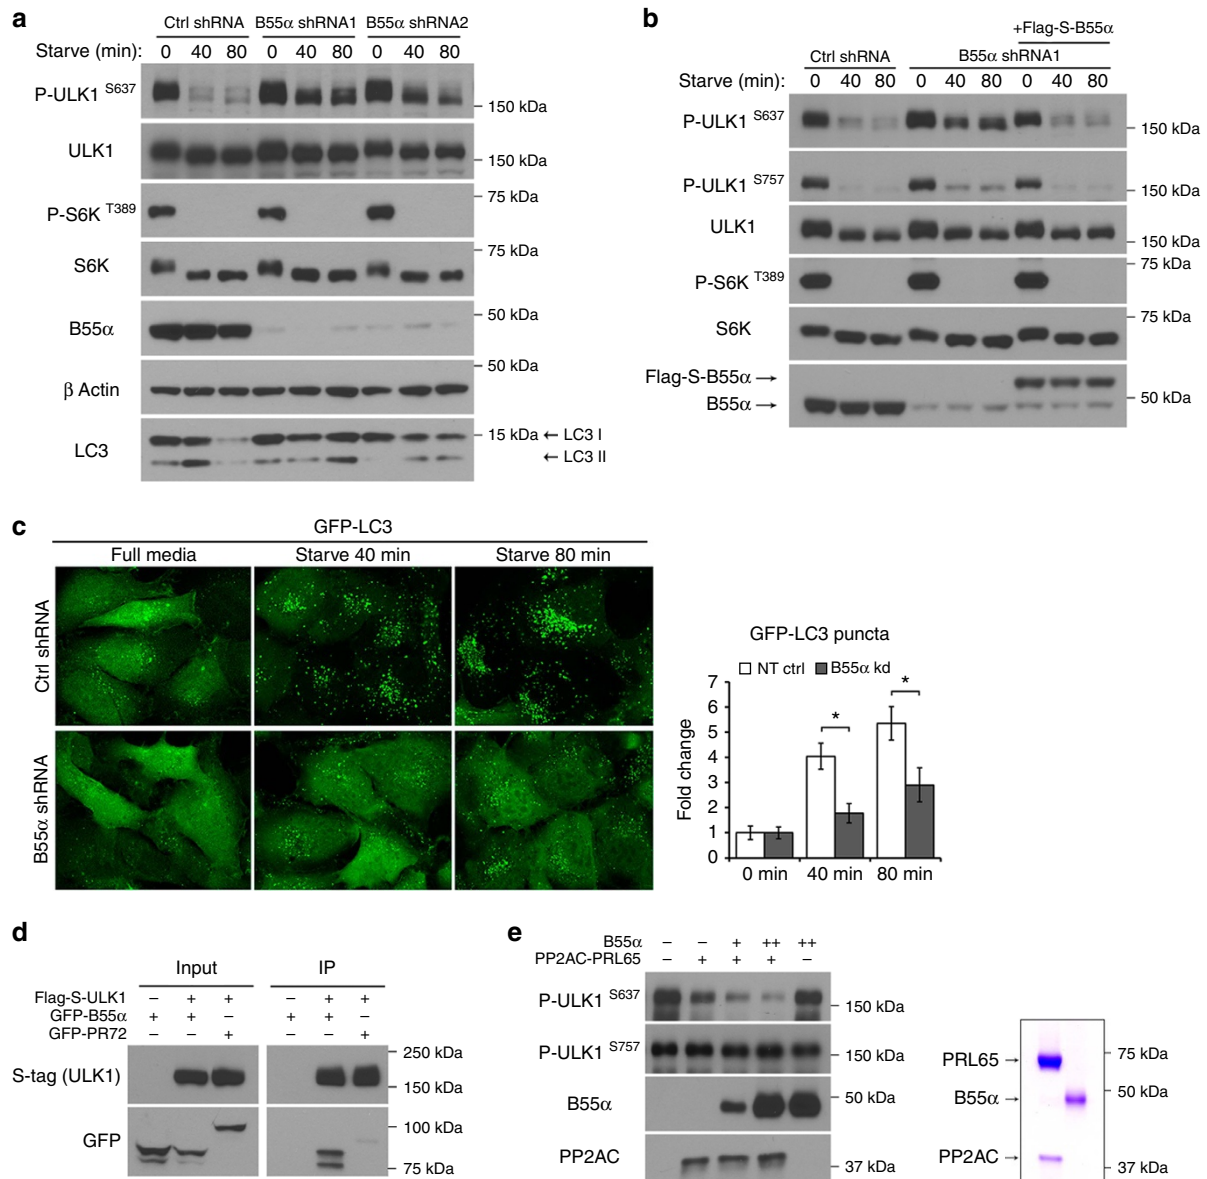 a
Ctrl shRNA B55α shRNA1 B55α shRNA2
Starve (min): 0 40 80 0 40 80 0 40 80
P-ULK1 S637
150 kDa
ULK1
150 kDa
75 kDa
P-S6K T389
75 kDa
S6K
50 kDa
B55α
50 kDa
β Actin
15 kDa ← LC3 I
LC3
← LC3 II
b
+Flag-S-B55α
Ctrl shRNA B55α shRNA1
Starve (min): 0 40 80 0 40 80 0 40 80
P-ULK1 S637
150 kDa
P-ULK1 S757
150 kDa
ULK1
150 kDa
75 kDa
P-S6K T389
75 kDa
S6K
Flag-S-B55α →
50 kDa
B55α →
c
GFP-LC3
Full media Starve 40 min Starve 80 min
Ctrl shRNA
B55α shRNA
GFP-LC3 puncta
NT ctrl B55α kd
Fold change
7
6
5
4
3
2
1
0
* *
0 min 40 min 80 min
d
Input IP
Flag-S-ULK1 − + + − + +
GFP-B55α + + − + + −
GFP-PR72 − − + − − +
250 kDa
S-tag (ULK1)
150 kDa
100 kDa
GFP
75 kDa
e
B55α − − + ++ ++
PP2AC-PRL65 − + + + −
P-ULK1 S637
150 kDa
P-ULK1 S757
150 kDa
B55α
50 kDa
PP2AC
37 kDa
PRL65 → 75 kDa
B55α → 50 kDa
PP2AC → 37 kDa